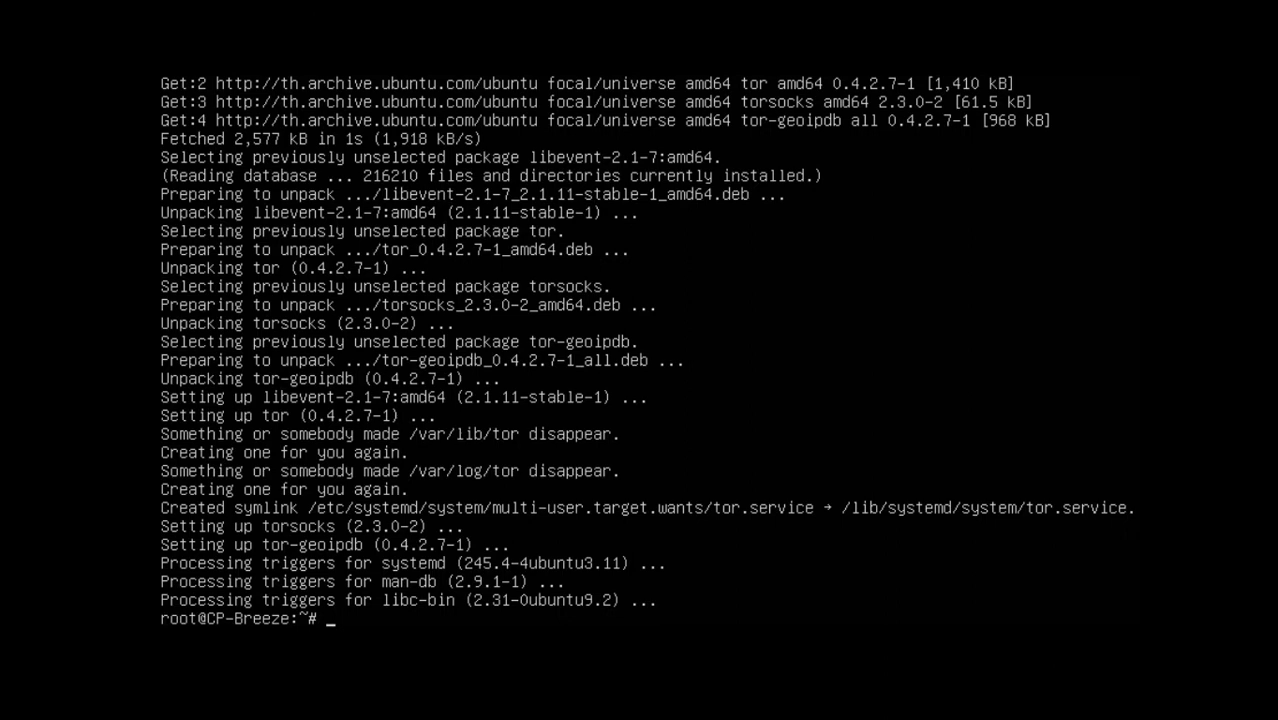 Get:2 http://th.archive.ubuntu.com/ubuntu focal/universe amd64 tor amd64 0.4.2.7-1 [1,410 kB]
Get:3 http://th.archive.ubuntu.com/ubuntu focal/universe amd64 torsocks amd64 2.3.0-2 [61.5 kB]
Get:4 http://th.archive.ubuntu.com/ubuntu focal/universe amd64 tor-geoipdb all 0.4.2.7-1 [968 kB]
Fetched 2,577 kB in 1s (1,918 kB/s)
Selecting previously unselected package libevent-2.1-7:amd64.
(Reading database ... 216210 files and directories currently installed.)
Preparing to unpack .../libevent-2.1-7_2.1.11-stable-1_amd64.deb ...
Unpacking libevent-2.1-7:amd64 (2.1.11-stable-1) ...
Selecting previously unselected package tor.
Preparing to unpack .../tor_0.4.2.7-1_amd64.deb ...
Unpacking tor (0.4.2.7-1) ...
Selecting previously unselected package torsocks.
Preparing to unpack .../torsocks_2.3.0-2_amd64.deb ...
Unpacking torsocks (2.3.0-2) ...
Selecting previously unselected package tor-geoipdb.
Preparing to unpack .../tor-geoipdb_0.4.2.7-1_all.deb ...
Unpacking tor-geoipdb (0.4.2.7-1) ...
Setting up libevent-2.1-7:amd64 (2.1.11-stable-1) ...
Setting up tor (0.4.2.7-1) ...
Something or somebody made /var/lib/tor disappear.
Creating one for you again.
Something or somebody made /var/log/tor disappear.
Creating one for you again.
Created symlink /etc/systemd/system/multi-user.target.wants/tor.service → /lib/systemd/system/tor.service.
Setting up torsocks (2.3.0-2) ...
Setting up tor-geoipdb (0.4.2.7-1) ...
Processing triggers for systemd (245.4-4ubuntu3.11) ...
Processing triggers for man-db (2.9.1-1) ...
Processing triggers for libc-bin (2.31-0ubuntu9.2) ...
root@CP-Breeze:~# _